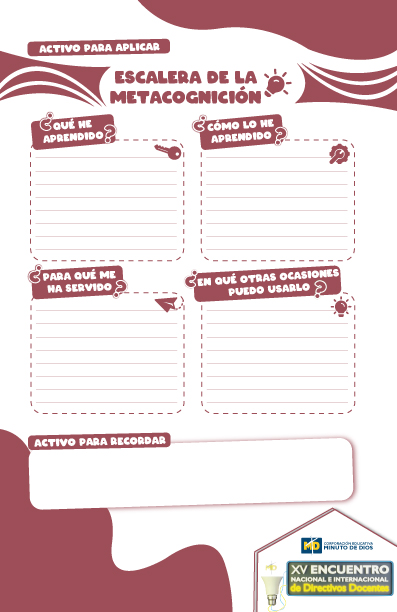 ACTIVO PARA APLICAR
ESCALERA DE LA
METACOGNICIÓN
¿QUÉ HE
APRENDIDO?
¿CÓMO LO HE
APRENDIDO?
¿PARA QUÉ ME
HA SERVIDO?
¿EN QUÉ OTRAS OCASIONES
PUEDO USARLO?
ACTIVO PARA RECORDAR
MD
CORPORACIÓN EDUCATIVA
MINUTO DE DIOS
XV ENCUENTRO
NACIONAL E INTERNACIONAL
de Directivos Docentes